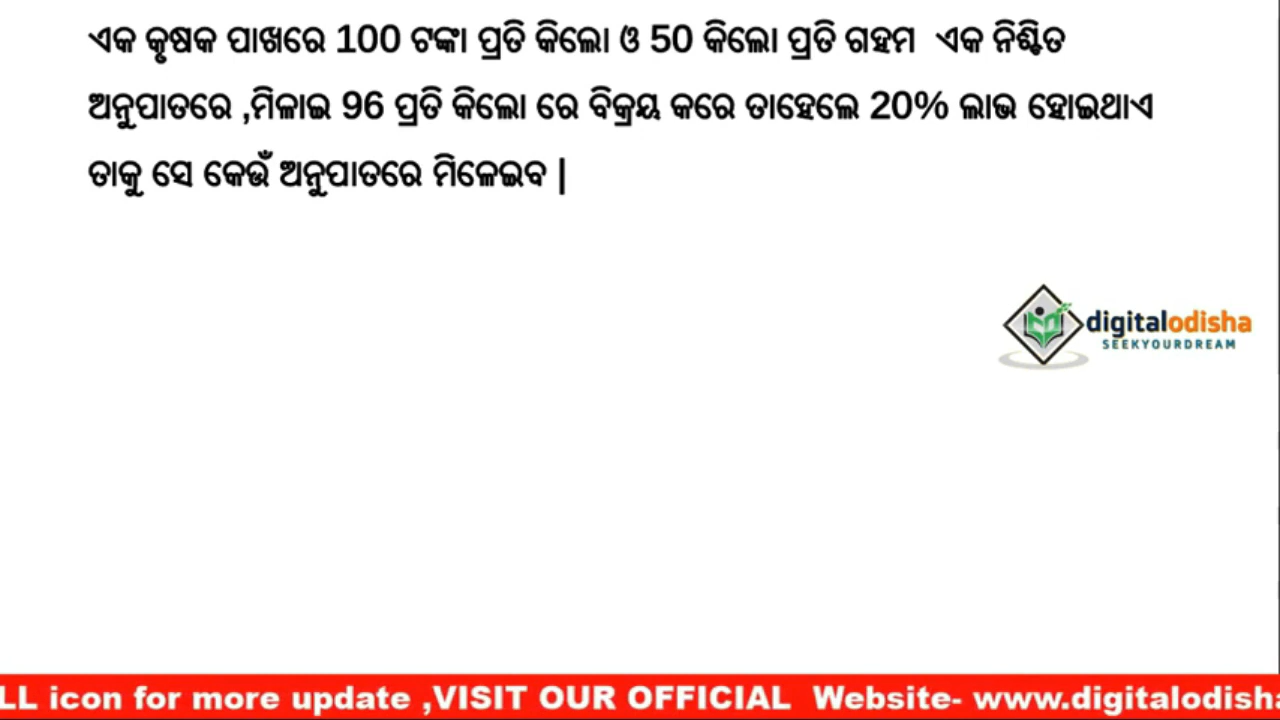 ଏକ କୃଷକ ପାଖରେ 100 ଟଙ୍କା ପ୍ରତି କିଲୋ ଓ 50 କିଲୋ ପ୍ରତି ଗହମ ଏକ ନିଶ୍ଚିତ
ଅନୁପାତରେ ,ମିଳାଇ 96 ପ୍ରତି କିଲୋ ରେ ବିକ୍ରୟ କରେ ତାହେଲେ 20% ଲାଭ ହୋଇଥାଏ
ତାକୁ ସେ କେଉଁ ଅନୁପାତରେ ମିଳେଇବ |
digitalodisha
SEEKYOURDREAM
LL icon for more update ,VISIT OUR OFFICIAL Website- www.digitalodisha